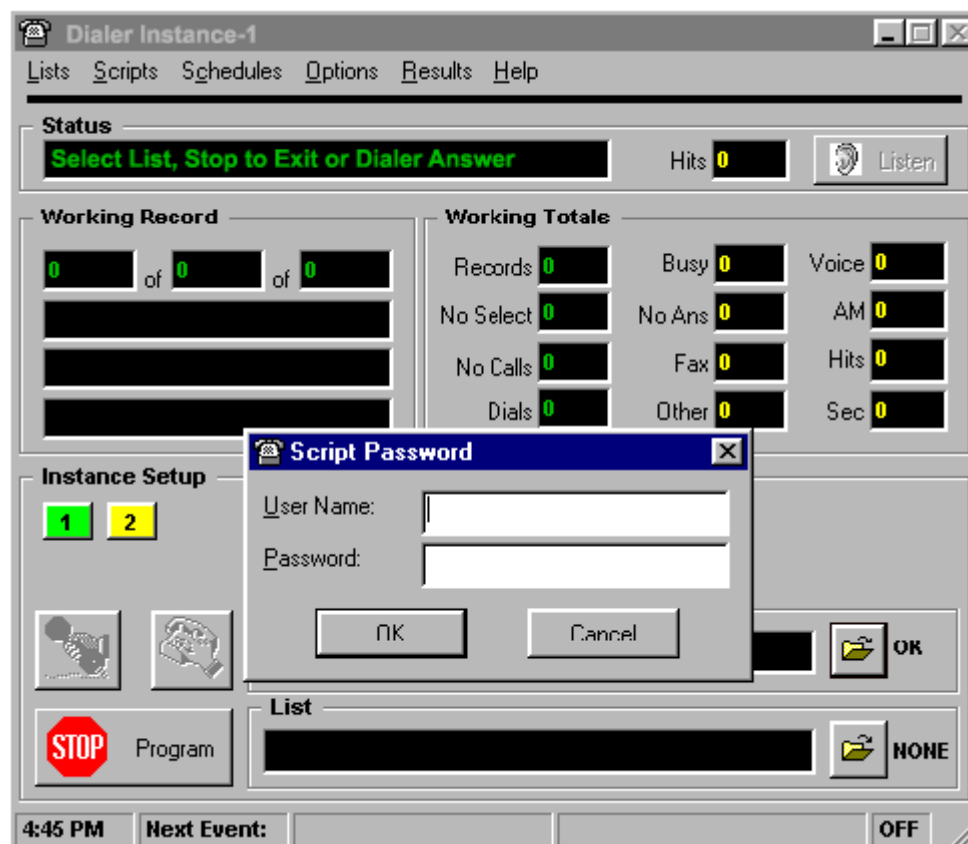 Dialer Instance-1
Lists Scripts Schedules Options Results Help
Status
Select List, Stop to Exit or Dialer Answer Hits 0 Listen
Working Record
0 of 0 of 0
Working Totale
Records 0 Busy 0 Voice 0
No Select 0 No Ans 0 AM 0
No Calls 0 Fax 0 Hits 0
Dials 0 Other 0 Sec 0
Script Password
User Name:
Password:
OK Cancel
Instance Setup
1 2
OK
List
STOP Program NONE
4:45 PM Next Event: OFF